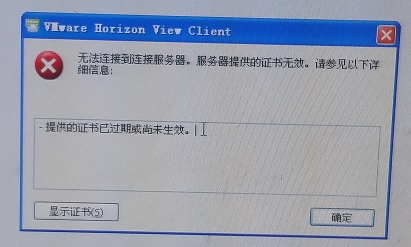 VMware Horizon View Client
无法连接到连接服务器。服务器提供的证书无效。请参见以下详
细信息:
- 提供的证书已过期或尚未生效。
显示证书(S)
确定